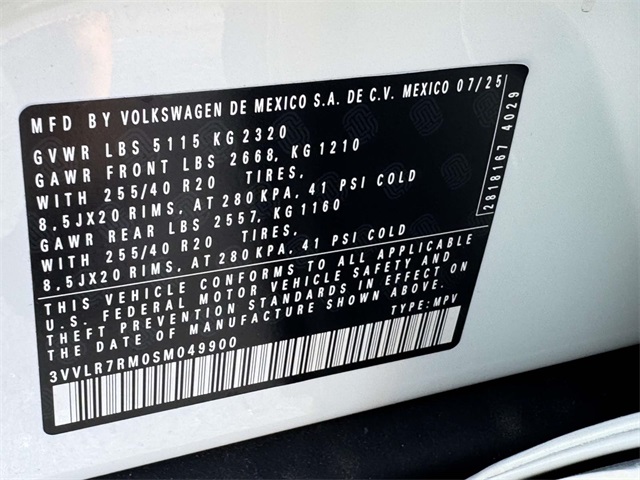 MFD BY VOLKSWAGEN DE MEXICO S.A. DE C.V. MEXICO 07/25
GVWR LBS 5115 KG 2320
GAWR FRONT LBS 2668, KG 1210
WITH 255/40 R20 TIRES,
8,5JX20 RIMS, AT 280 KPA, 41 PSI COLD
GAWR REAR LBS 2557, KG 1160
WITH 255/40 R20 TIRES,
8,5JX20 RIMS, AT 280 KPA, 41 PSI COLD
THIS VEHICLE CONFORMS TO ALL APPLICABLE
U.S. FEDERAL MOTOR VEHICLE SAFETY AND
THEFT PREVENTION STANDARDS IN EFFECT ON
THE DATE OF MANUFACTURE SHOWN ABOVE.
TYPE: MPV
3VVLR7RM0SM049900
2818167 4029